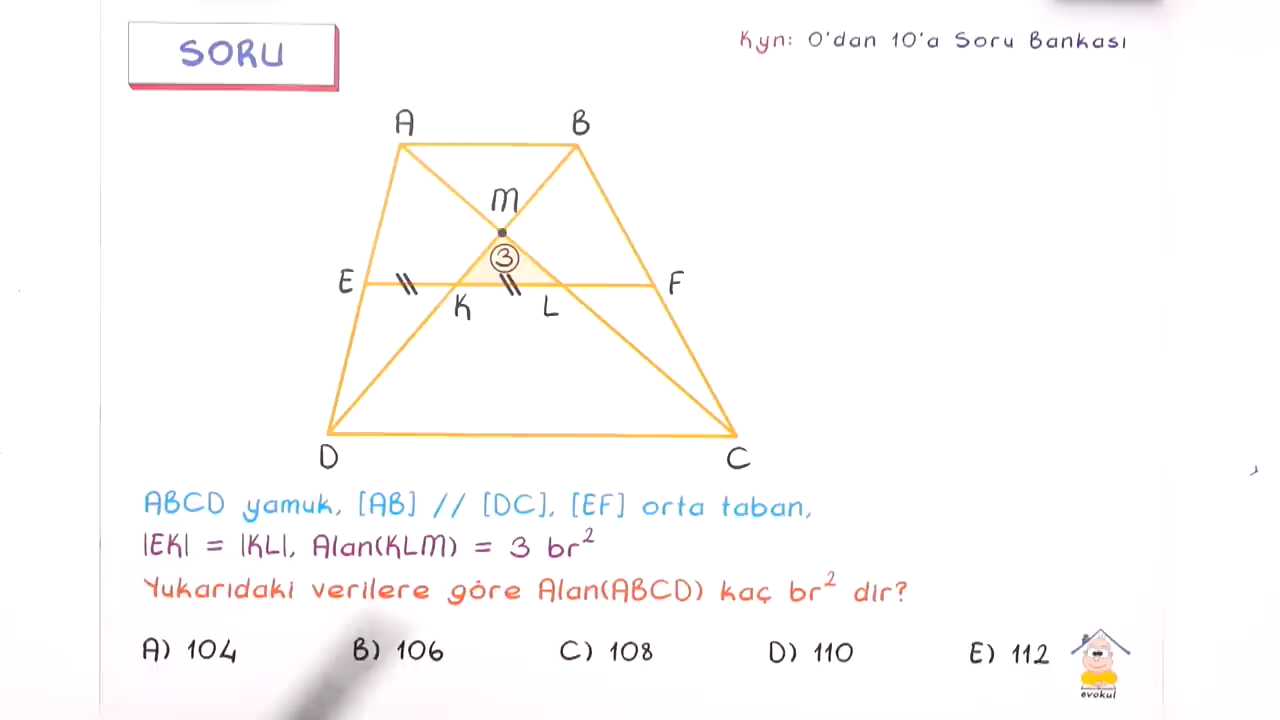 SORU
Kyn: 0'dan 10'a Soru Bankası
A B
M
3
E F
K L
D C
ABCD yamuk, [AB] // [DC], [EF] orta taban,
|EK| = |KL|, Alan(KLM) = 3 br²
Yukarıdaki verilere göre Alan(ABCD) kaç br² dir?
A) 104 B) 106 C) 108 D) 110 E) 112
evokul